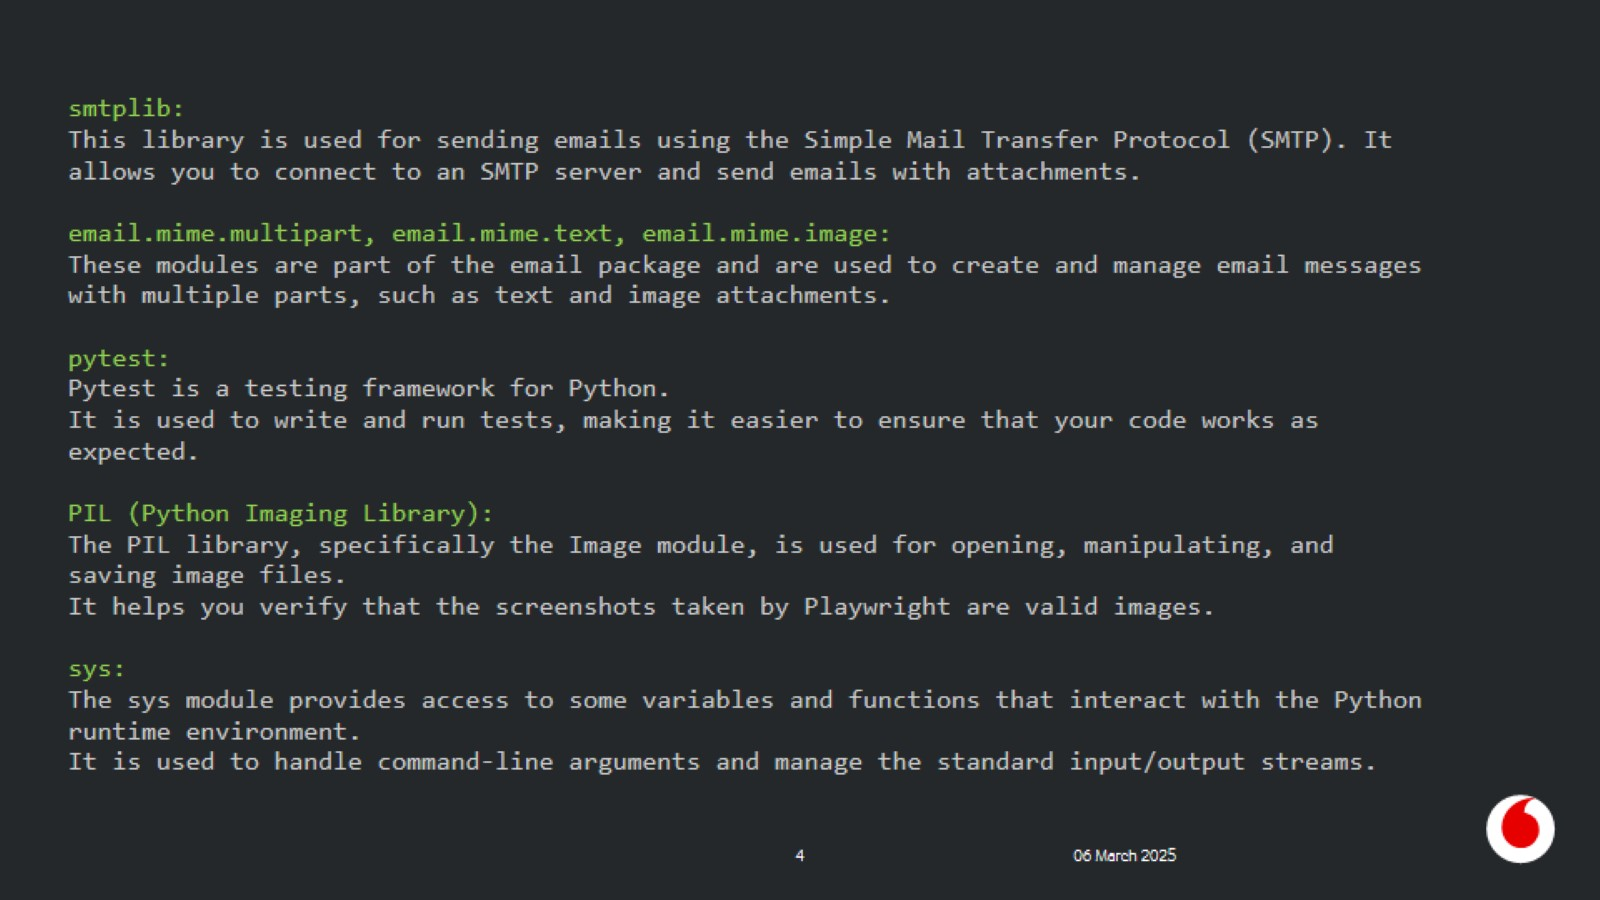 smtplib:
This library is used for sending emails using the Simple Mail Transfer Protocol (SMTP). It
allows you to connect to an SMTP server and send emails with attachments.
email.mime.multipart, email.mime.text, email.mime.image:
These modules are part of the email package and are used to create and manage email messages
with multiple parts, such as text and image attachments.
pytest:
Pytest is a testing framework for Python.
It is used to write and run tests, making it easier to ensure that your code works as
expected.
PIL (Python Imaging Library):
The PIL library, specifically the Image module, is used for opening, manipulating, and
saving image files.
It helps you verify that the screenshots taken by Playwright are valid images.
sys:
The sys module provides access to some variables and functions that interact with the Python
runtime environment.
It is used to handle command-line arguments and manage the standard input/output streams.
4
06 March 2025